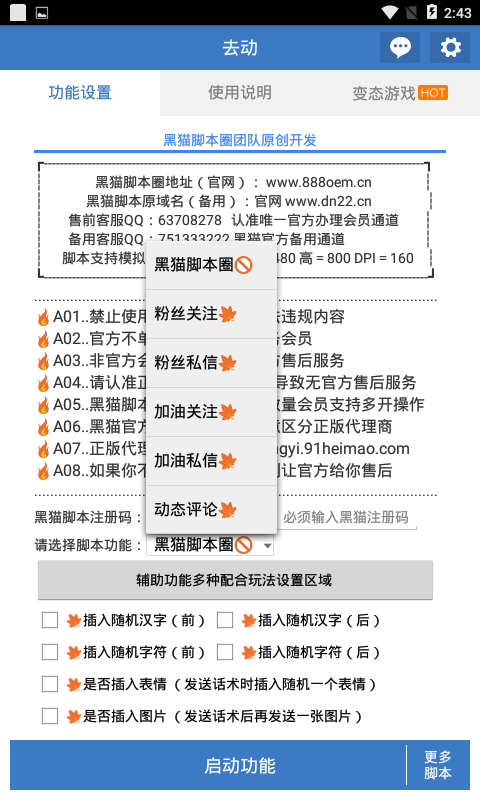 2:43
去动
功能设置 使用说明 变态游戏 HOT
黑猫脚本圈团队原创开发
黑猫脚本圈地址（官网）： www.888oem.cn
黑猫脚本原域名（备用）：官网 www.dn22.cn
售前客服QQ：63708278 认准唯一官方办理会员通道
备用客服QQ：751333222 黑猫官方备用通道
脚本支持模拟 480 高 = 800 DPI = 160
黑猫脚本圈🚫
粉丝关注🍁
粉丝私信🍁
加油关注🍁
加油私信🍁
动态评论🍁
🔥A01..禁止使用 违规内容
🔥A02..官方不单 会员
🔥A03..非官方会 官方售后服务
🔥A04..请认准正 导致无官方售后服务
🔥A05..黑猫脚本 量会员支持多开操作
🔥A06..黑猫官方 区分正版代理商
🔥A07..正版代理 ngyi.91heimao.com
🔥A08..如果你不 让官方给你售后
黑猫脚本注册码： 必须输入黑猫注册码
请选择脚本功能： 黑猫脚本圈🚫
辅助功能多种配合玩法设置区域
🍁插入随机汉字（前） 🍁插入随机汉字（后）
🍁插入随机字符（前） 🍁插入随机字符（后）
🍁是否插入表情 （发送话术时插入随机一个表情）
🍁是否插入图片 （发送话术后再发送一张图片）
启动功能 更多
脚本